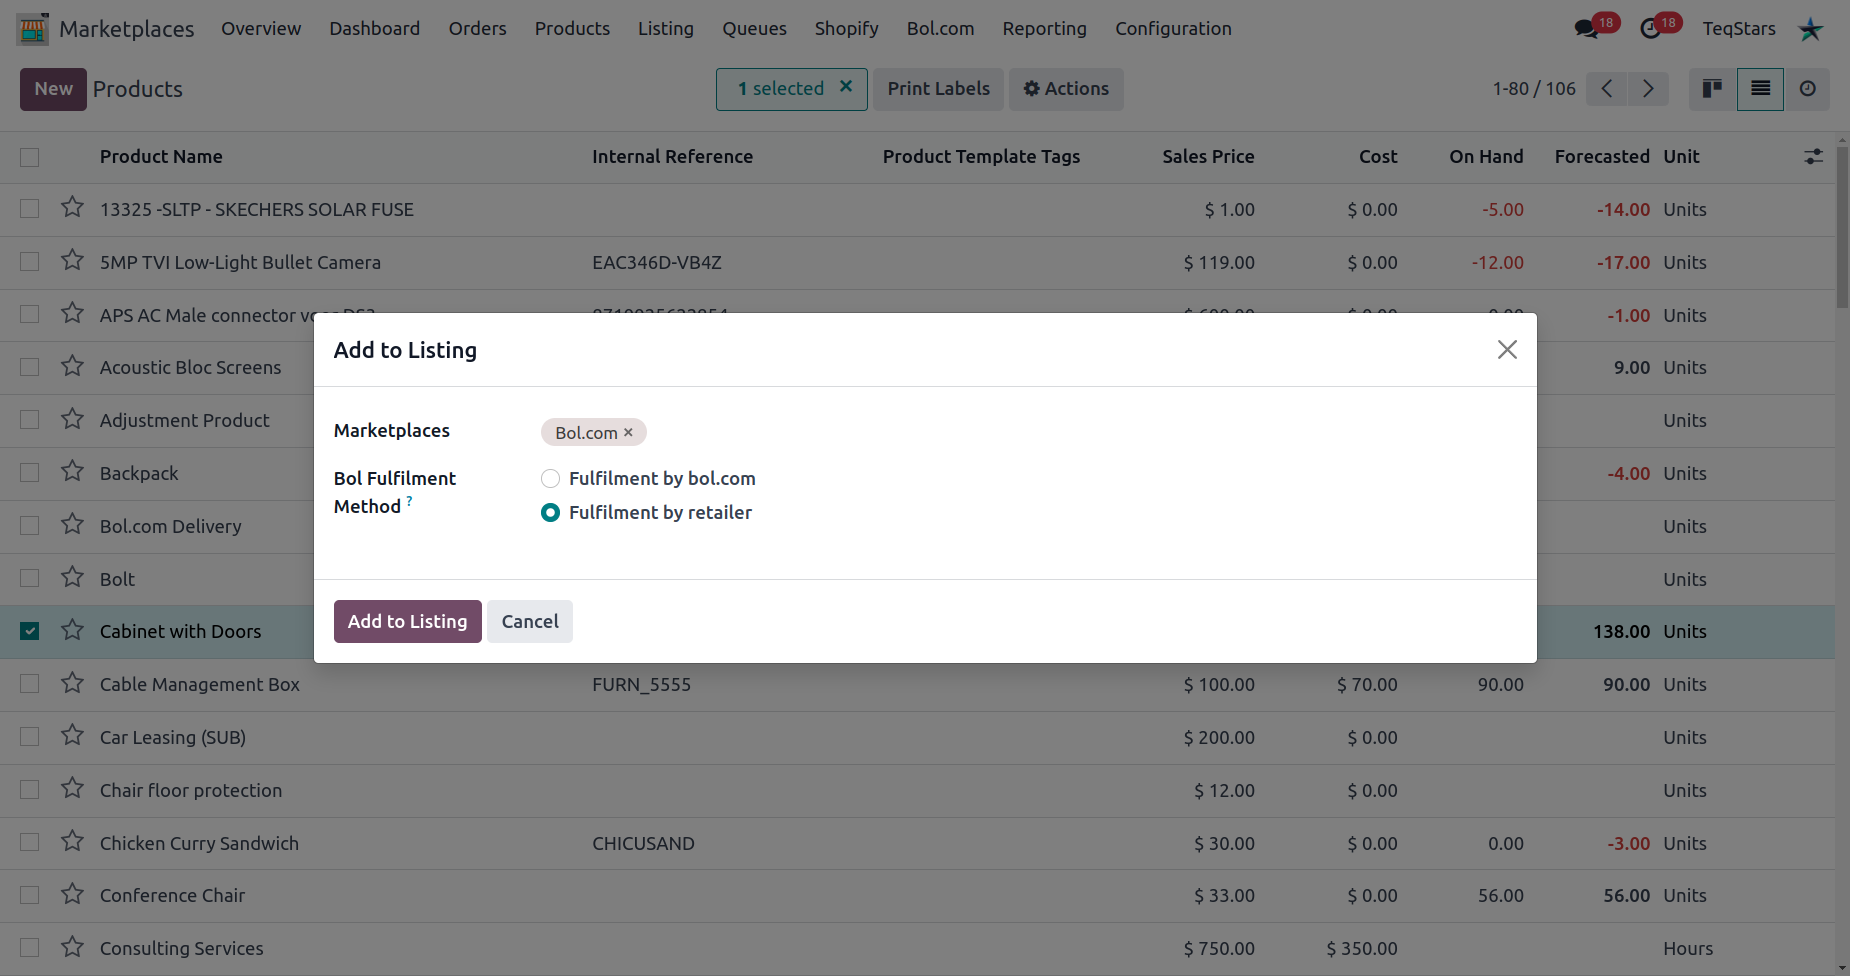 Marketplaces Overview Dashboard Orders Products Listing Queues Shopify Bol.com Reporting Configuration 18 18 TeqStars
New Products 1 selected × Print Labels Actions 1-80 / 106
Product Name Internal Reference Product Template Tags Sales Price Cost On Hand Forecasted Unit
13325 -SLTP - SKECHERS SOLAR FUSE $ 1.00 $ 0.00 -5.00 -14.00 Units
5MP TVI Low-Light Bullet Camera EAC346D-VB4Z $ 119.00 $ 0.00 -12.00 -17.00 Units
APS AC Male connector -1.00 Units
Add to Listing
Acoustic Bloc Screens 9.00 Units
Adjustment Product Units
Marketplaces Bol.com ×
Backpack -4.00 Units
Bol Fulfilment Fulfilment by bol.com
Method ? Fulfilment by retailer
Bol.com Delivery Units
Bolt Units
Add to Listing Cancel
Cabinet with Doors 138.00 Units
Cable Management Box FURN_5555 $ 100.00 $ 70.00 90.00 90.00 Units
Car Leasing (SUB) $ 200.00 $ 0.00 Units
Chair floor protection $ 12.00 $ 0.00 Units
Chicken Curry Sandwich CHICUSAND $ 30.00 $ 0.00 0.00 -3.00 Units
Conference Chair $ 33.00 $ 0.00 56.00 56.00 Units
Consulting Services $ 750.00 $ 350.00 Hours